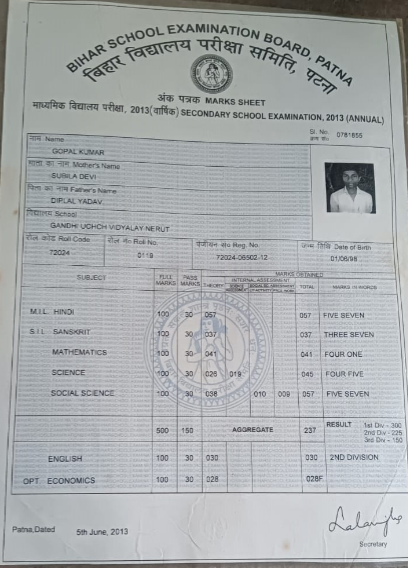 BIHAR SCHOOL EXAMINATION BOARD, PATNA
बिहार विद्यालय परीक्षा समिति, पटना
अंक पत्रक MARKS SHEET
माध्यमिक विद्यालय परीक्षा, 2013(वार्षिक) SECONDARY SCHOOL EXAMINATION, 2013 (ANNUAL)
Sl. No. 0781655
नाम Name
GOPAL KUMAR
माता का नाम Mother's Name
SUBILA DEVI
पिता का नाम Father's Name
DIPLAL YADAV
विद्यालय School
GANDHI UCHCH VIDYALAY NERUT
रौल कोड Roll Code रौल नं० Roll No. पंजीयन सं० Reg. No. जन्म तिथि Date of Birth
72024 0119 72024-06502-12 01/06/98
SUBJECT FULL MARKS PASS MARKS THEORY INTERNAL ASSESSMENT MARKS OBTAINED TOTAL MARKS IN WORDS
M.I.L. HINDI 100 30 057 057 FIVE SEVEN
S.I.L. SANSKRIT 100 30 037 037 THREE SEVEN
MATHEMATICS 100 30 041 041 FOUR ONE
SCIENCE 100 30 026 019 045 FOUR FIVE
SOCIAL SCIENCE 100 30 038 010 009 057 FIVE SEVEN
500 150 AGGREGATE 237 RESULT 1st Div - 300
2nd Div - 225
3rd Div - 150
ENGLISH 100 30 030 030 2ND DIVISION
OPT. ECONOMICS 100 30 028 028F
Patna,Dated 5th June, 2013
Secretary